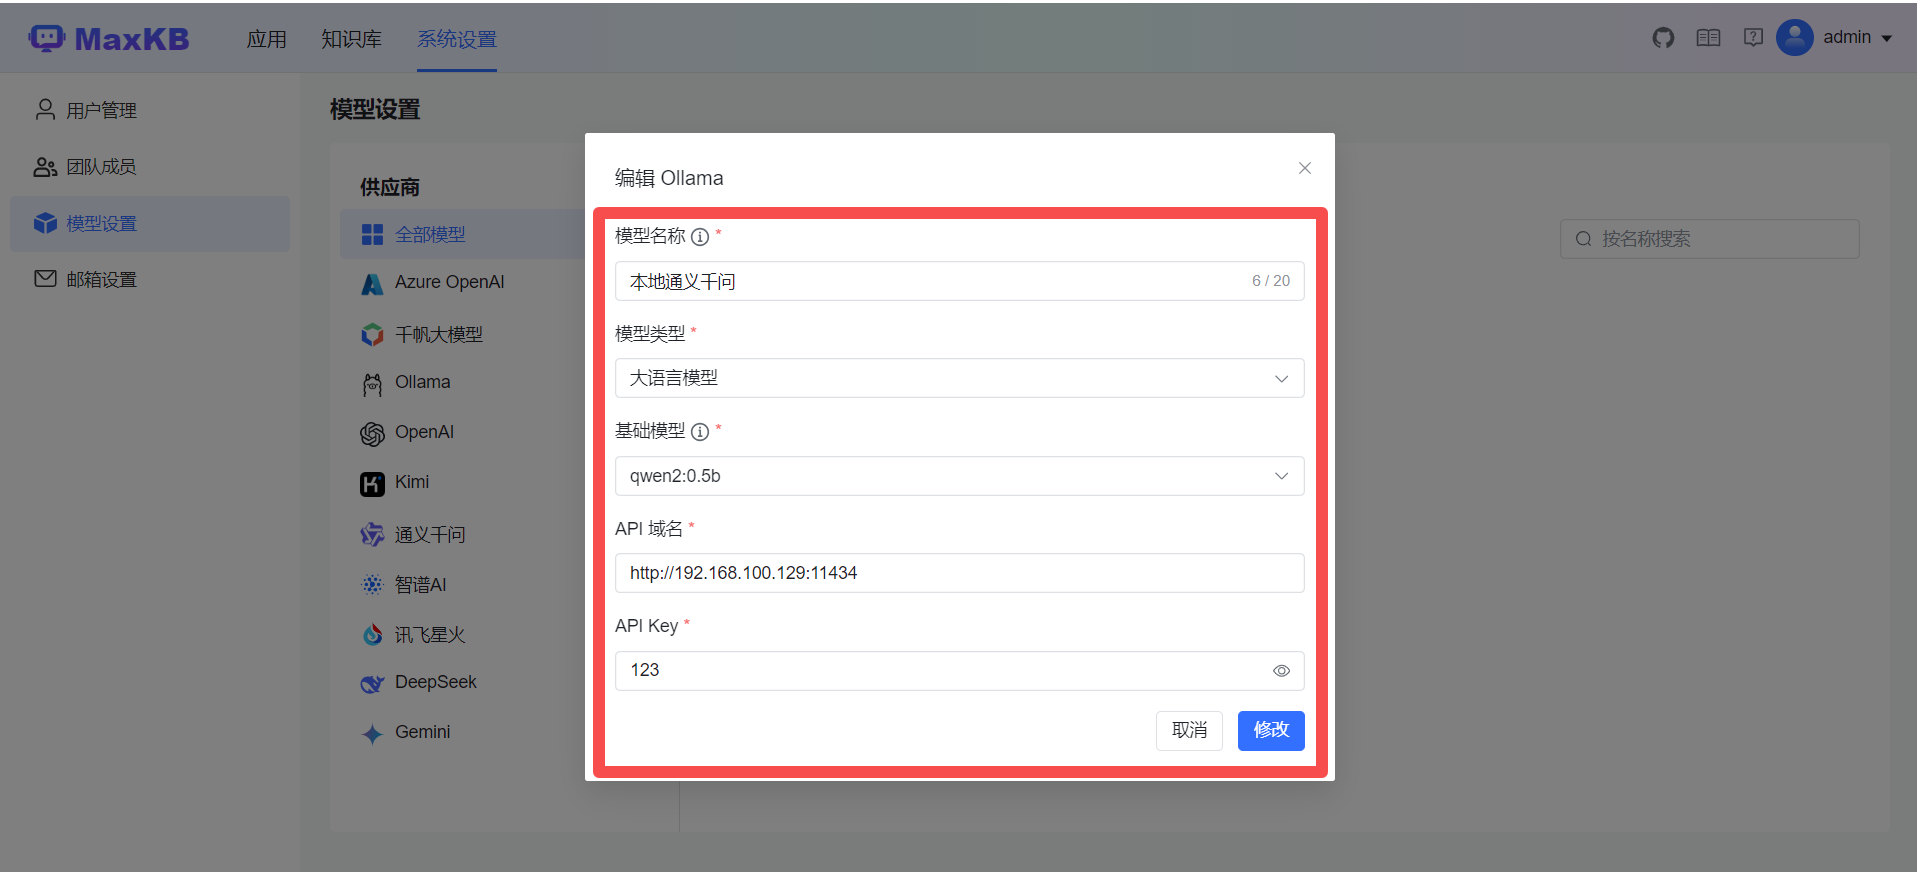 MaxKB
应用
知识库
系统设置
admin
用户管理
团队成员
模型设置
邮箱设置
模型设置
供应商
全部模型
Azure OpenAI
千帆大模型
Ollama
OpenAI
Kimi
通义千问
智谱AI
讯飞星火
DeepSeek
Gemini
按名称搜索
编辑 Ollama
模型名称 *
本地通义千问 6 / 20
模型类型 *
大语言模型
基础模型 *
qwen2:0.5b
API 域名 *
http://192.168.100.129:11434
API Key *
123
取消
修改